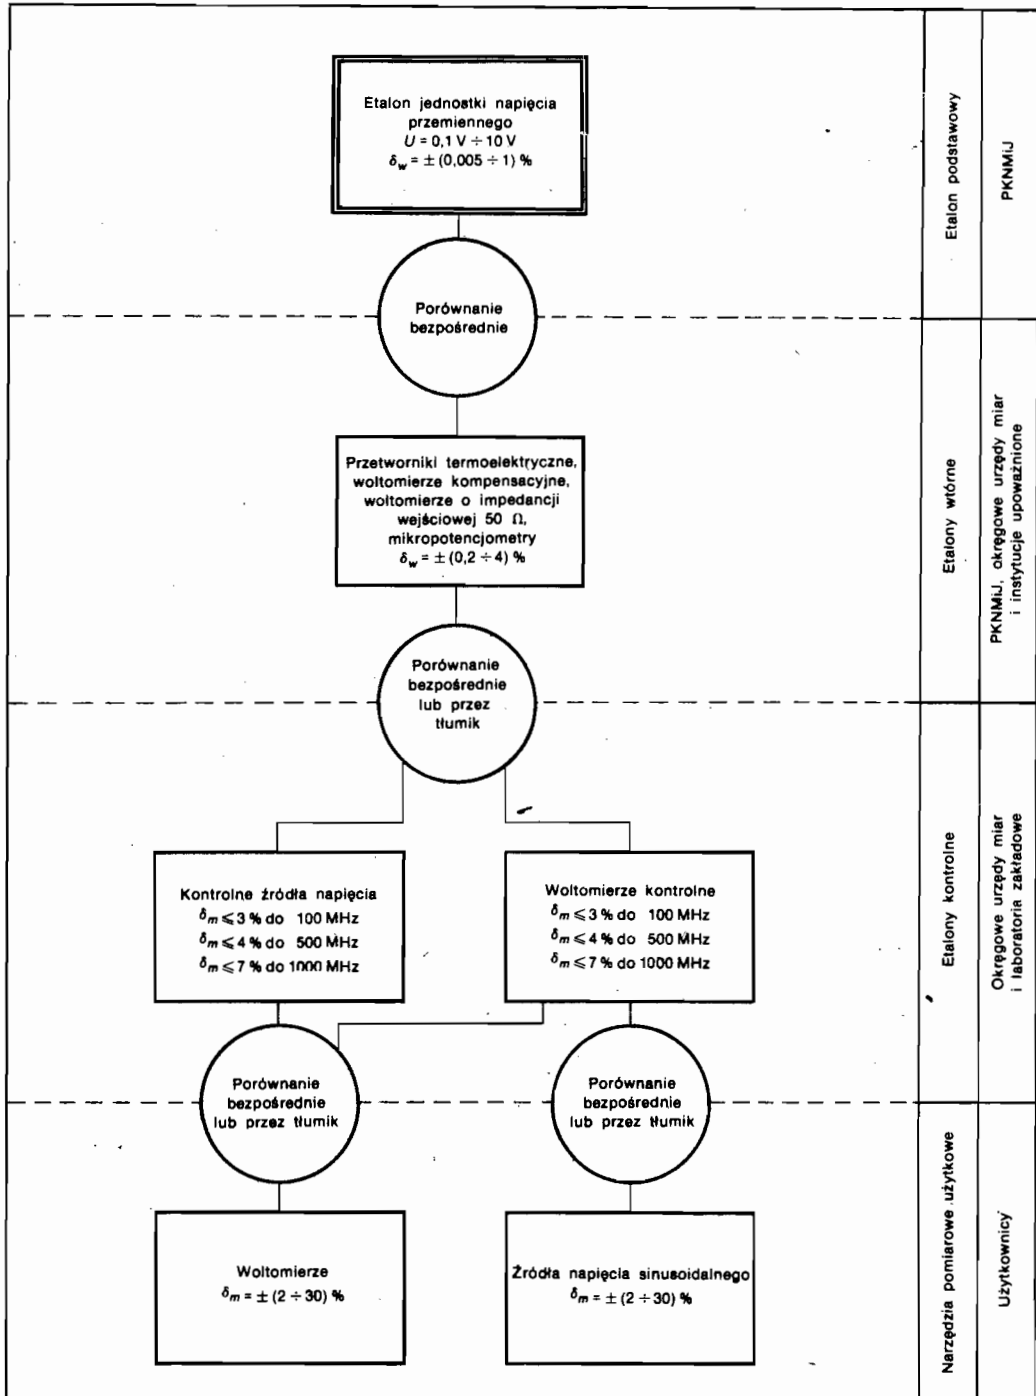 Etalon jednostki napięcia
przemiennego
U = 0,1 V ÷ 10 V
δw = ± (0,005 ÷ 1) %
Etalon podstawowy
PKNMiJ
Porównanie
bezpośrednie
Przetworniki termoelektryczne,
woltomierze kompensacyjne,
woltomierze o impedancji
wejściowej 50 Ω,
mikropotencjometry
δw = ± (0,2 ÷ 4) %
Etalony wtórne
PKNMiJ, okręgowe urzędy miar
i instytucje upoważnione
Porównanie
bezpośrednie
lub przez
tłumik
Kontrolne źródła napięcia
δm ⩽ 3 % do 100 MHz
δm ⩽ 4 % do 500 MHz
δm ⩽ 7 % do 1000 MHz
Woltomierze kontrolne
δm ⩽ 3 % do 100 MHz
δm ⩽ 4 % do 500 MHz
δm ⩽ 7 % do 1000 MHz
Etalony kontrolne
Okręgowe urzędy miar
i laboratoria zakładowe
Porównanie
bezpośrednie
lub przez tłumik
Porównanie
bezpośrednie
lub przez tłumik
Woltomierze
δm = ± (2 ÷ 30) %
Źródła napięcia sinusoidalnego
δm = ± (2 ÷ 30) %
Narzędzia pomiarowe użytkowe
Użytkownicy